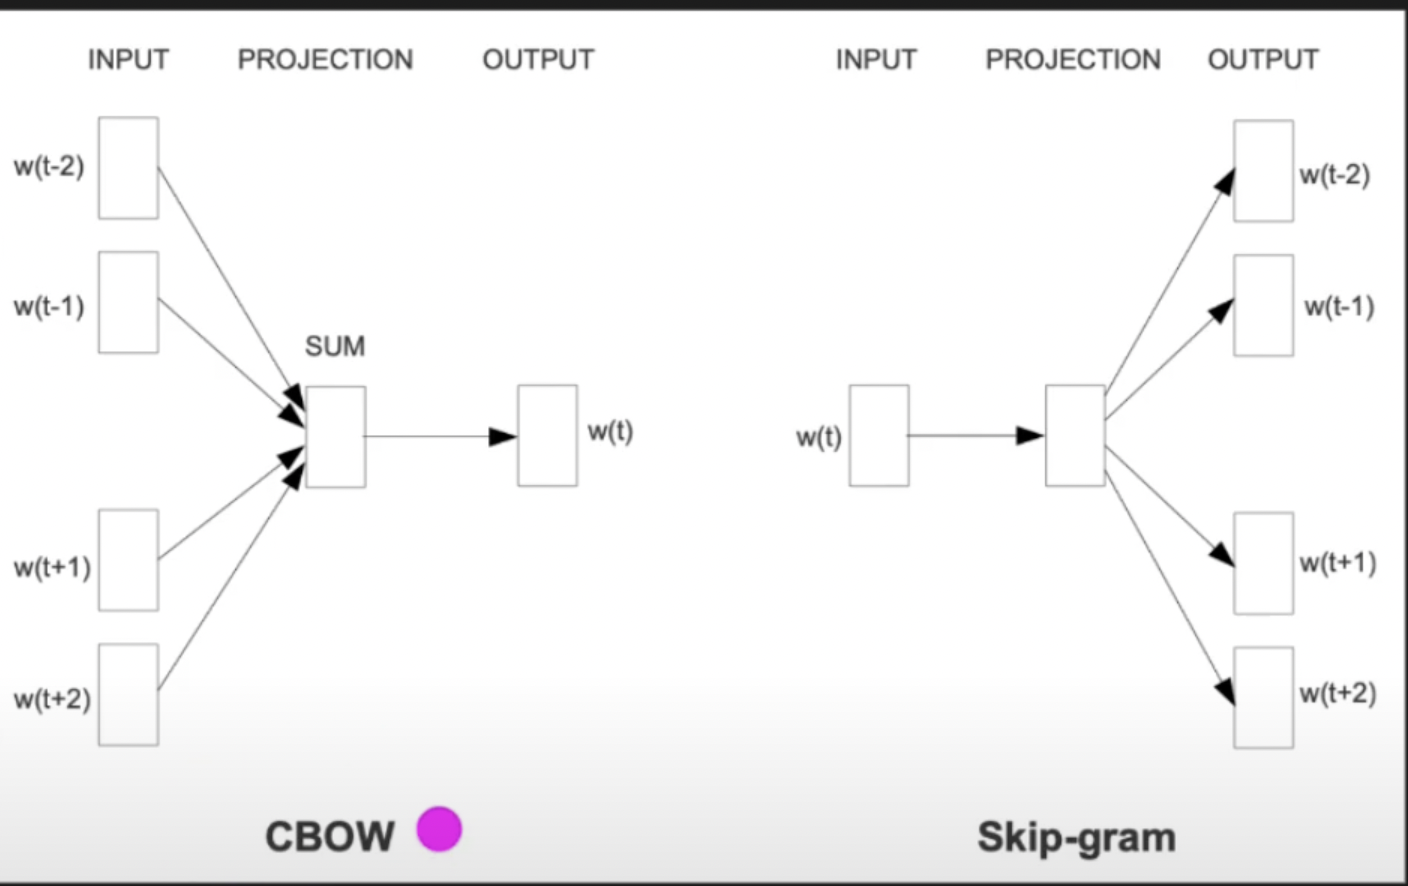 INPUT PROJECTION OUTPUT
w(t-2)
w(t-1)
SUM
w(t)
w(t+1)
w(t+2)
CBOW
INPUT PROJECTION OUTPUT
w(t-2)
w(t-1)
w(t)
w(t+1)
w(t+2)
Skip-gram